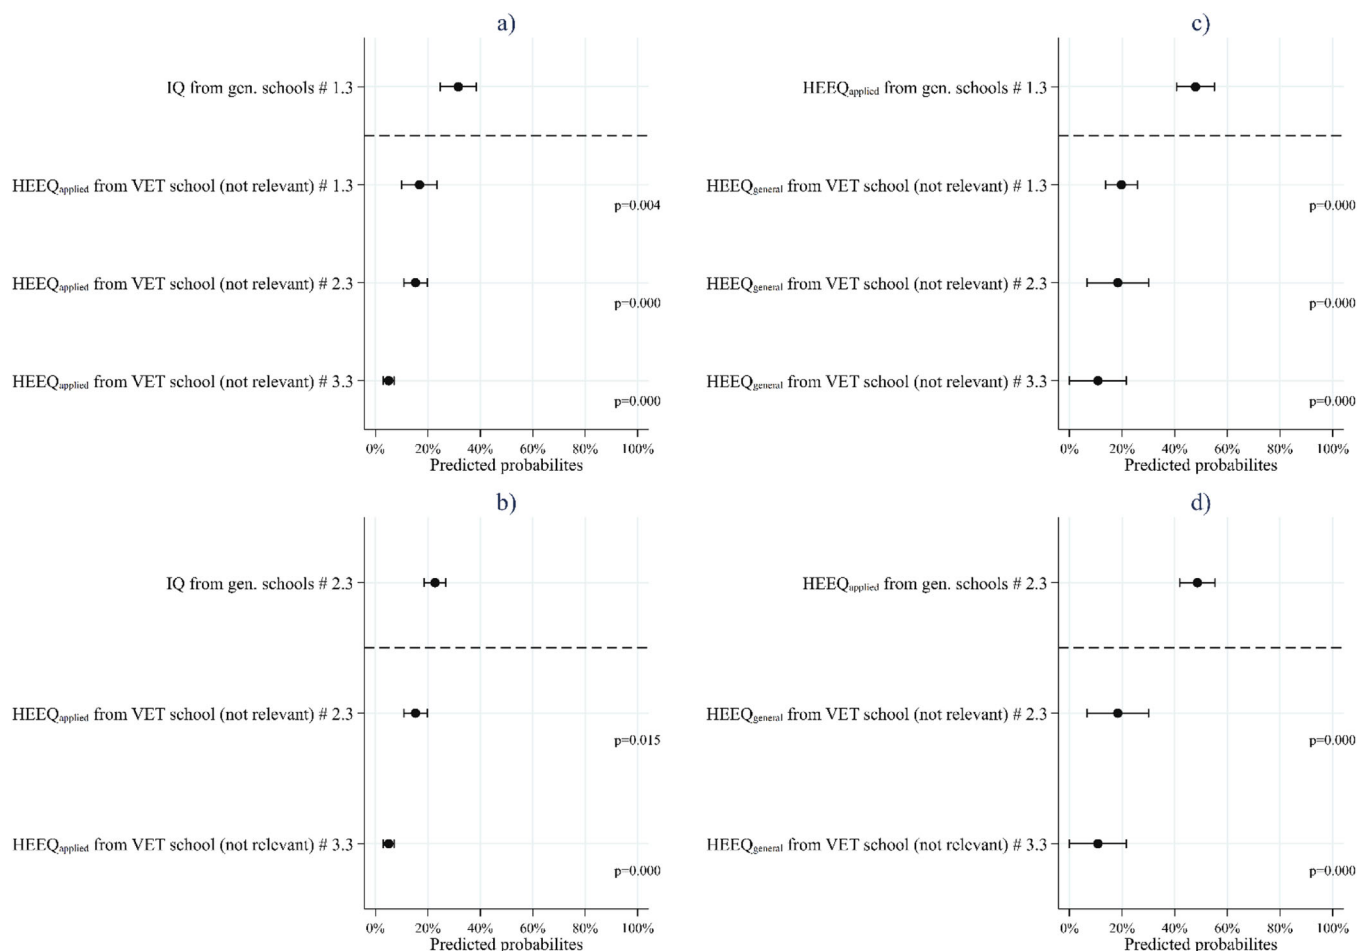 a)
IQ from gen. schools # 1.3
HEEQapplied from VET school (not relevant) # 1.3
p=0.004
HEEQapplied from VET school (not relevant) # 2.3
p=0.000
HEEQapplied from VET school (not relevant) # 3.3
p=0.000
0% 20% 40% 60% 80% 100%
Predicted probabilites
c)
HEEQapplied from gen. schools # 1.3
HEEQgeneral from VET school (not relevant) # 1.3
p=0.000
HEEQgeneral from VET school (not relevant) # 2.3
p=0.000
HEEQgeneral from VET school (not relevant) # 3.3
p=0.000
0% 20% 40% 60% 80% 100%
Predicted probabilites
b)
IQ from gen. schools # 2.3
HEEQapplied from VET school (not relevant) # 2.3
p=0.015
HEEQapplied from VET school (not relevant) # 3.3
p=0.000
0% 20% 40% 60% 80% 100%
Predicted probabilites
d)
HEEQapplied from gen. schools # 2.3
HEEQgeneral from VET school (not relevant) # 2.3
p=0.000
HEEQgeneral from VET school (not relevant) # 3.3
p=0.000
0% 20% 40% 60% 80% 100%
Predicted probabilites